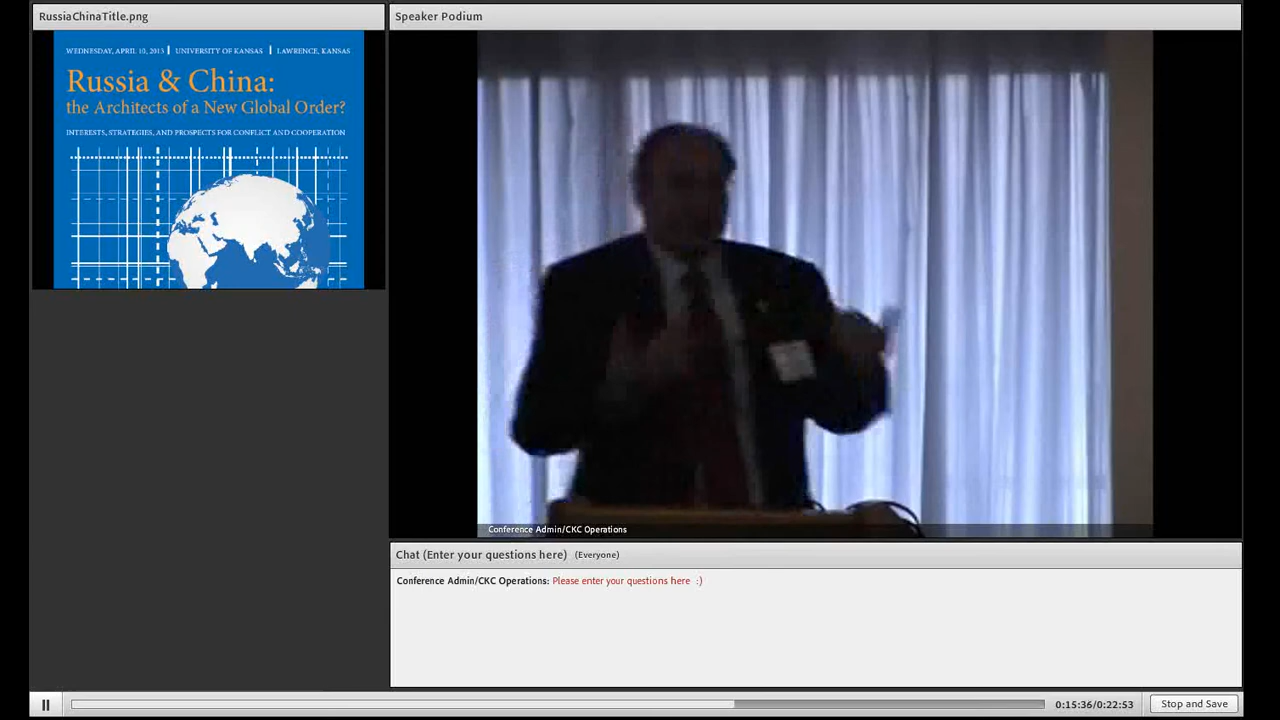 RussiaChinaTitle.png
WEDNESDAY, APRIL 10, 2013 | UNIVERSITY OF KANSAS | LAWRENCE, KANSAS
Russia & China:
the Architects of a New Global Order?
INTERESTS, STRATEGIES, AND PROSPECTS FOR CONFLICT AND COOPERATION
Speaker Podium
Conference Admin/CKC Operations
Chat (Enter your questions here) (Everyone)
Conference Admin/CKC Operations: Please enter your questions here :)
0:15:36/0:22:53
Stop and Save